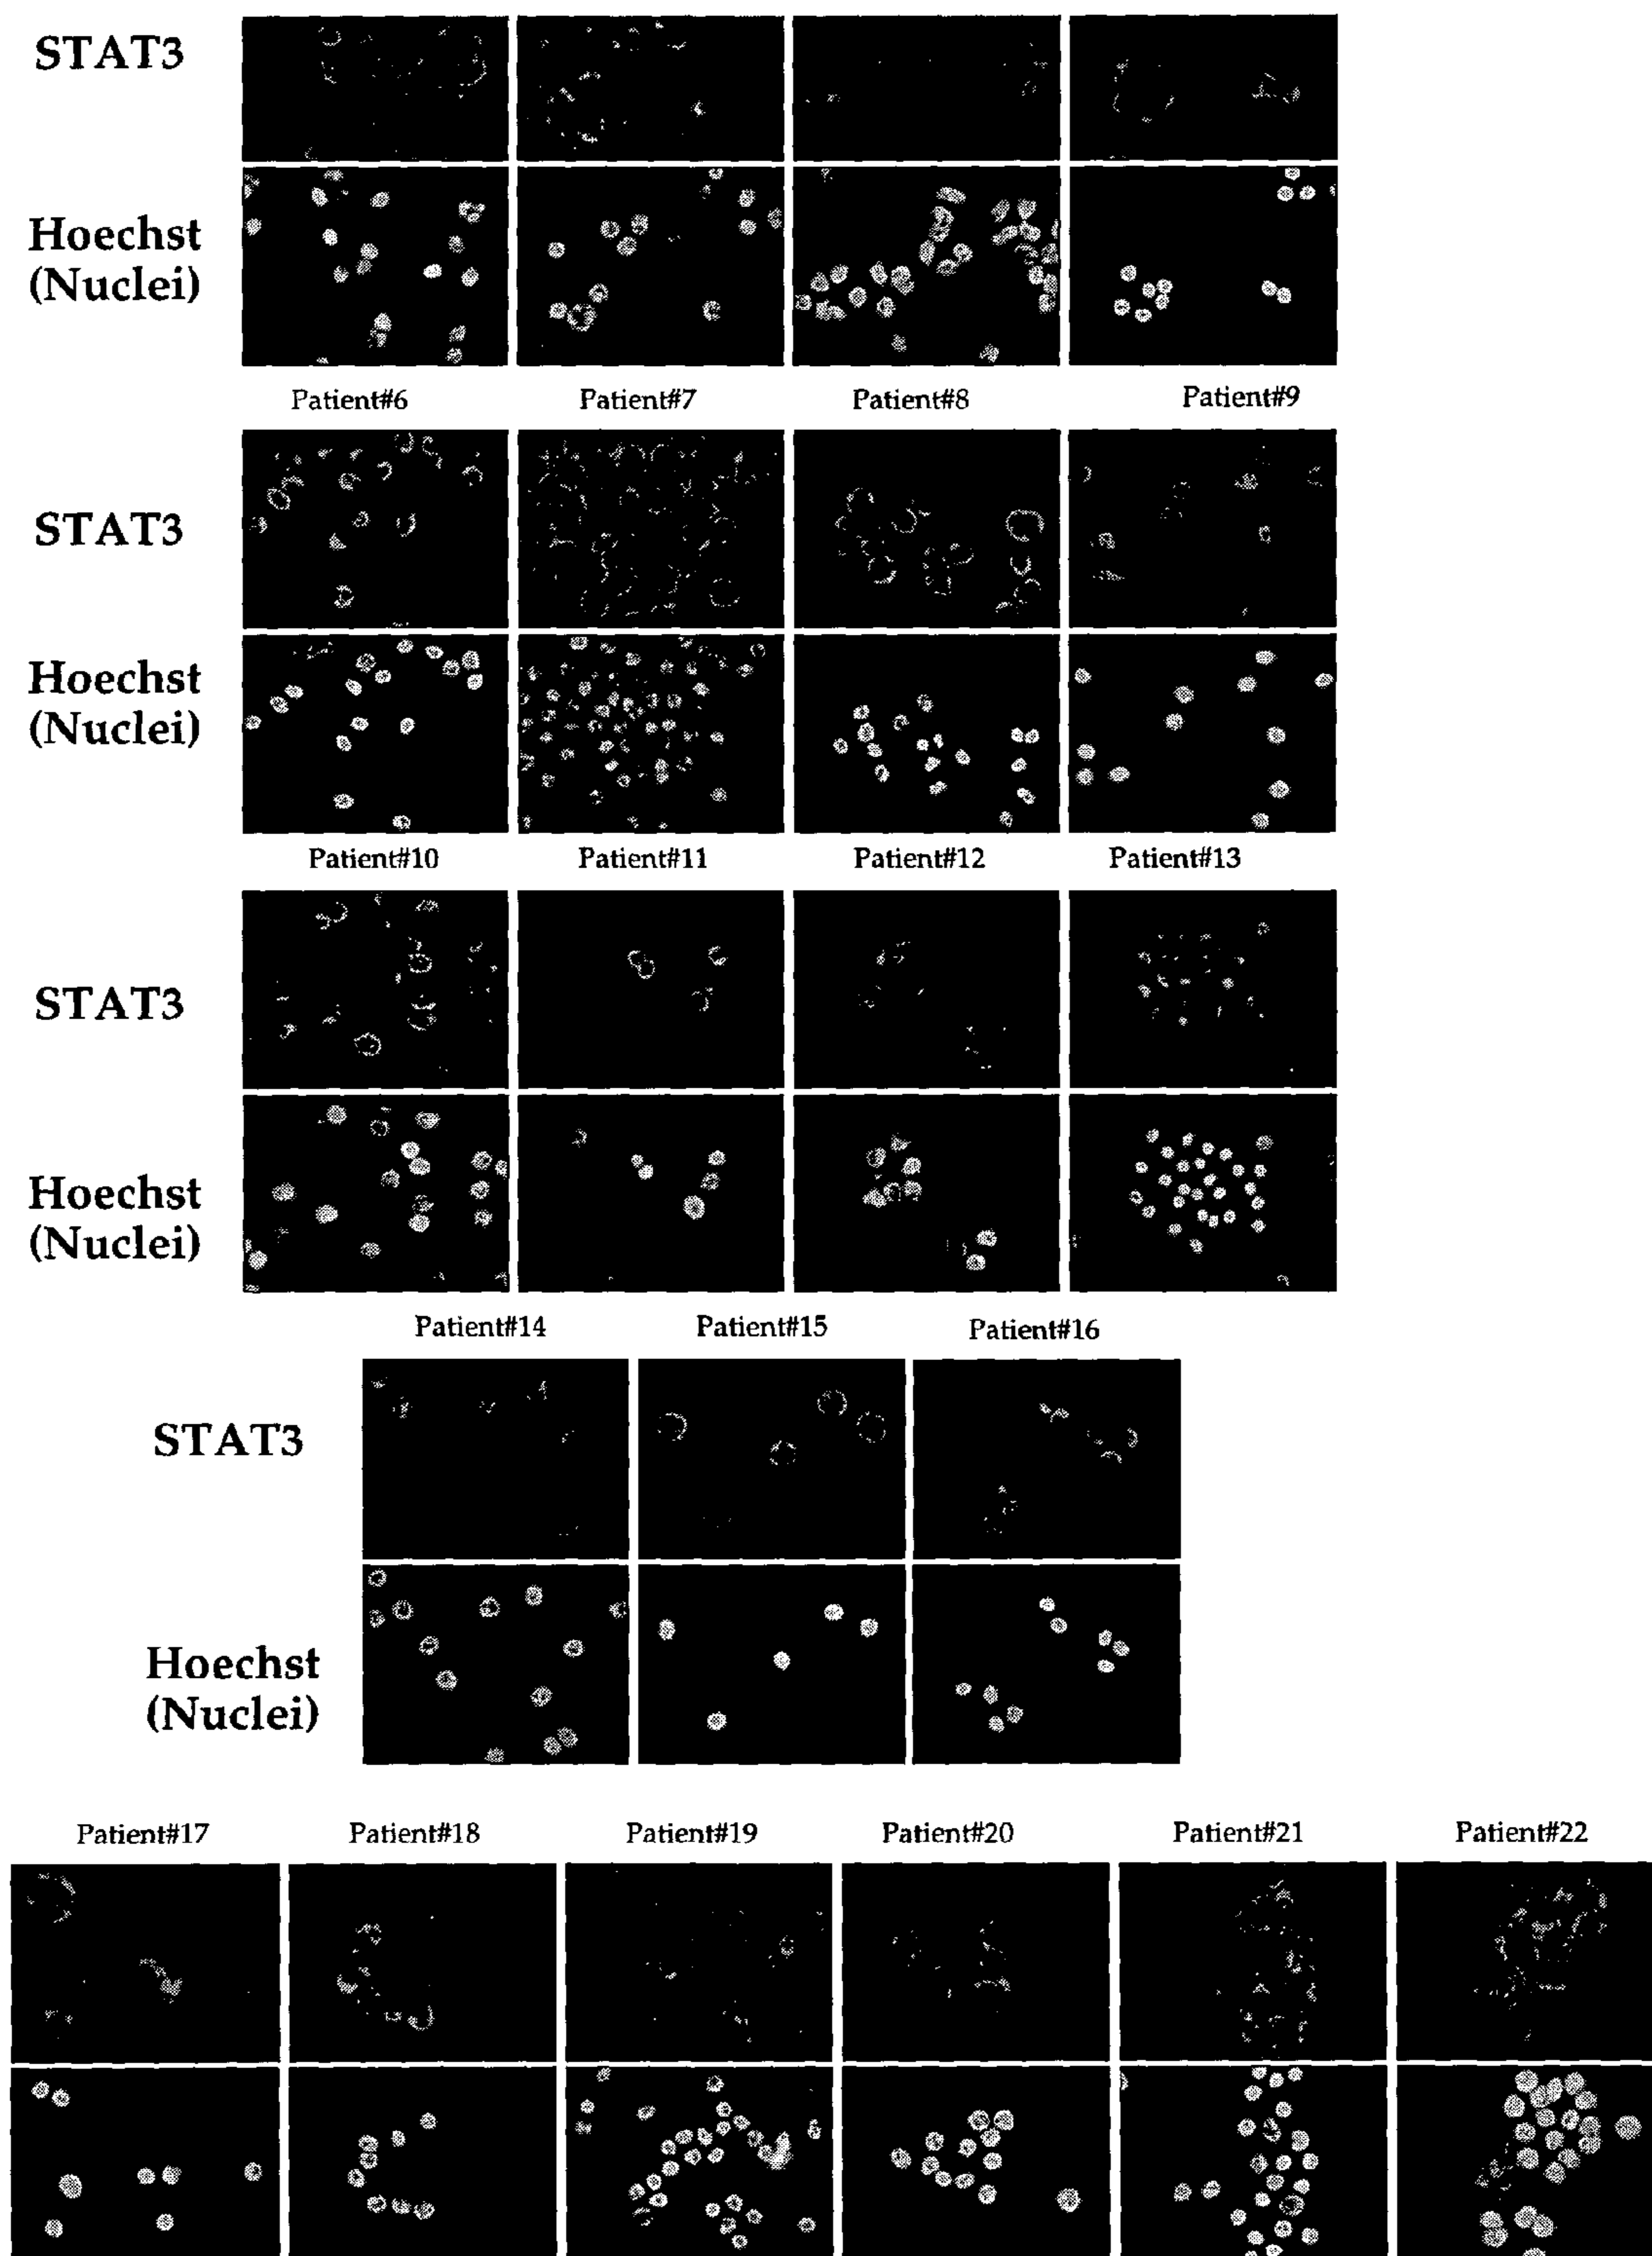 STAT3
Hoechst
(Nuclei)
Patient#6 Patient#7 Patient#8 Patient#9
STAT3
Hoechst
(Nuclei)
Patient#10 Patient#11 Patient#12 Patient#13
STAT3
Hoechst
(Nuclei)
Patient#14 Patient#15 Patient#16
STAT3
Hoechst
(Nuclei)
Patient#17 Patient#18 Patient#19 Patient#20 Patient#21 Patient#22